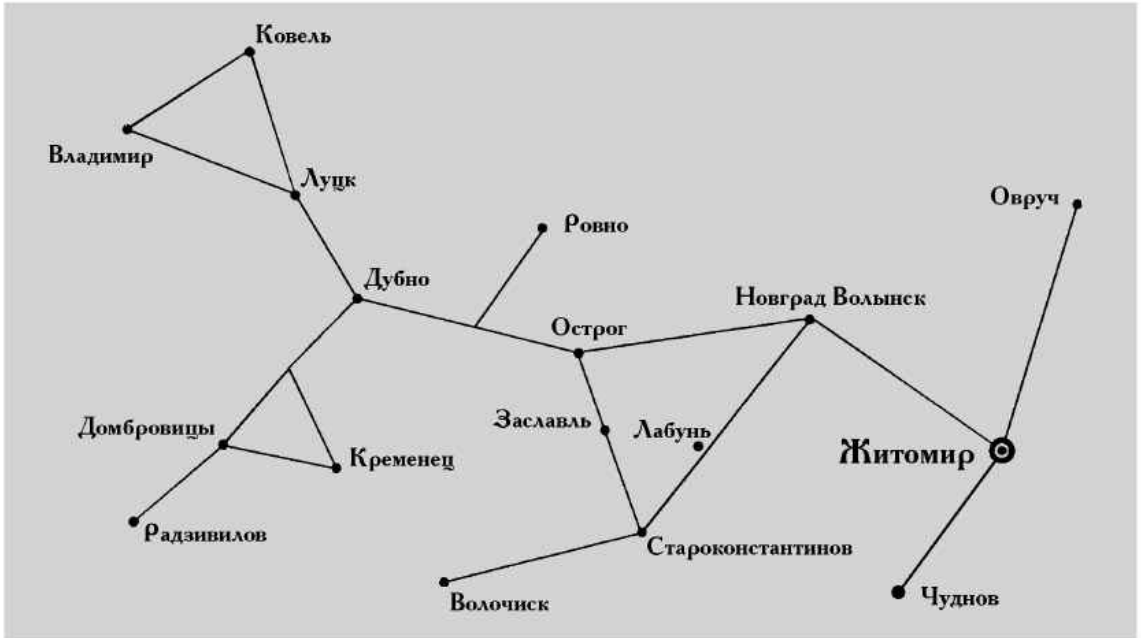 Ковель
Владимир
Луцк
Овруч
Ровно
Дубно
Новград Волынск
Острог
Заславль
Лабунь
Домбровицы
Кременец
Житомир
Радзивилов
Староконстантинов
Волочиск
Чуднов